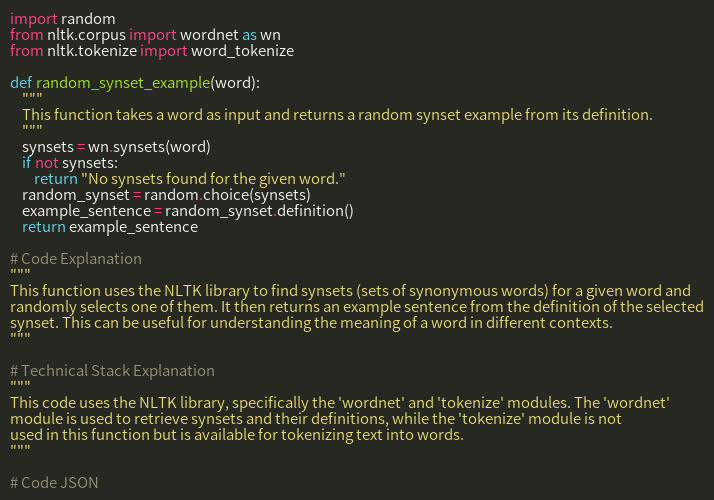 import random
from nltk.corpus import wordnet as wn
from nltk.tokenize import word_tokenize

def random_synset_example(word):
    """
    This function takes a word as input and returns a random synset example from its definition.
    """
    synsets = wn.synsets(word)
    if not synsets:
        return "No synsets found for the given word."
    random_synset = random.choice(synsets)
    example_sentence = random_synset.definition()
    return example_sentence

# Code Explanation
"""
This function uses the NLTK library to find synsets (sets of synonymous words) for a given word and
randomly selects one of them. It then returns an example sentence from the definition of the selected
synset. This can be useful for understanding the meaning of a word in different contexts.
"""

# Technical Stack Explanation
"""
This code uses the NLTK library, specifically the 'wordnet' and 'tokenize' modules. The 'wordnet'
module is used to retrieve synsets and their definitions, while the 'tokenize' module is not
used in this function but is available for tokenizing text into words.
"""

# Code JSON